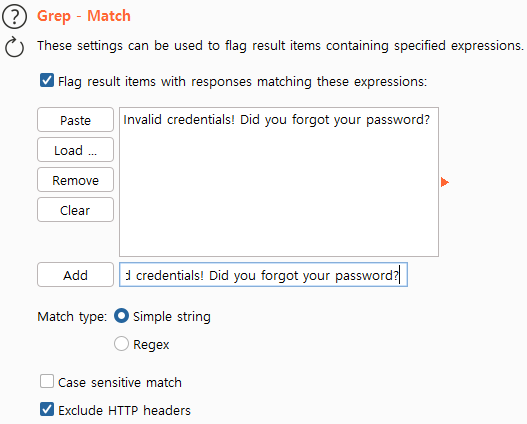 Grep - Match
These settings can be used to flag result items containing specified expressions.
Flag result items with responses matching these expressions:
Paste
Invalid credentials! Did you forgot your password?
Load ...
Remove
Clear
Add
d credentials! Did you forgot your password?
Match type:
Simple string
Regex
Case sensitive match
Exclude HTTP headers